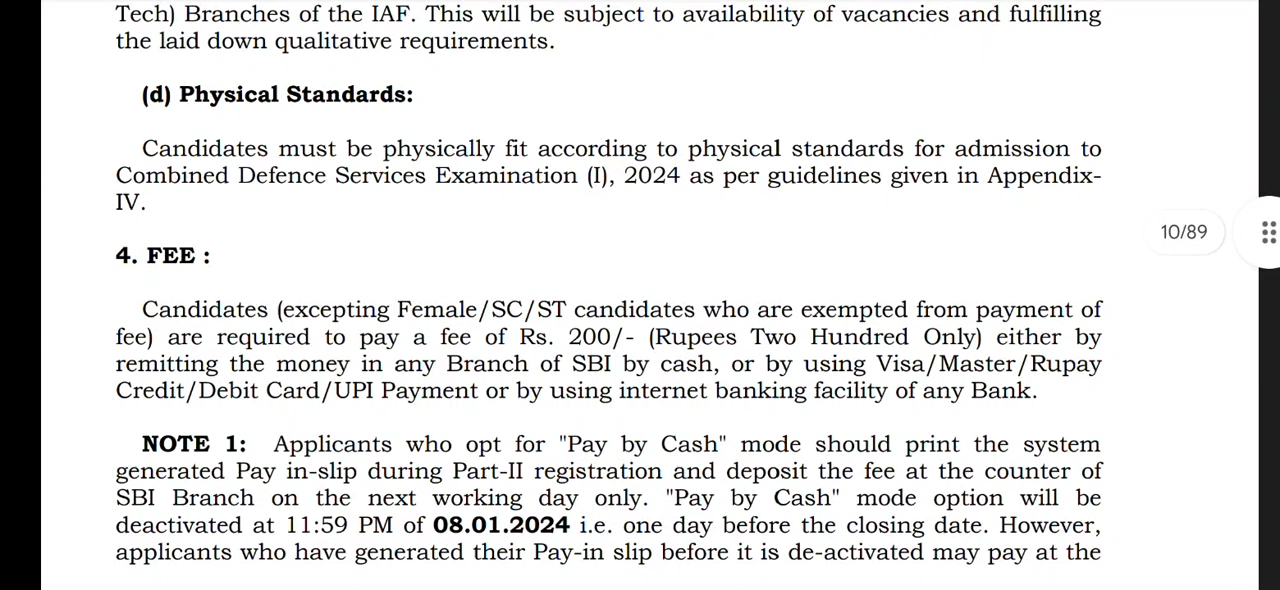 Tech) Branches of the IAF. This will be subject to availability of vacancies and fulfilling
the laid down qualitative requirements.
(d) Physical Standards:
Candidates must be physically fit according to physical standards for admission to
Combined Defence Services Examination (I), 2024 as per guidelines given in Appendix-
IV.
10/89
4. FEE :
Candidates (excepting Female/SC/ST candidates who are exempted from payment of
fee) are required to pay a fee of Rs. 200/- (Rupees Two Hundred Only) either by
remitting the money in any Branch of SBI by cash, or by using Visa/Master/Rupay
Credit/Debit Card/UPI Payment or by using internet banking facility of any Bank.
NOTE 1: Applicants who opt for "Pay by Cash" mode should print the system
generated Pay in-slip during Part-II registration and deposit the fee at the counter of
SBI Branch on the next working day only. "Pay by Cash" mode option will be
deactivated at 11:59 PM of 08.01.2024 i.e. one day before the closing date. However,
applicants who have generated their Pay-in slip before it is de-activated may pay at the